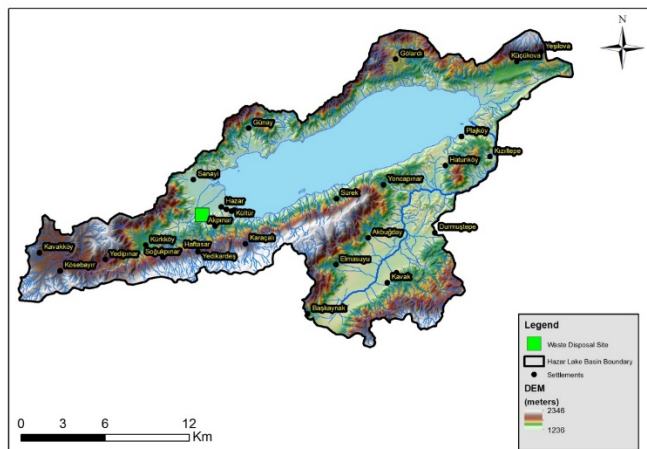 N
Yeşilova
Küçükova
Gölardı
Günay
Plajköy
Kızıltepe
Hatunköy
Sanayi
Yoncapınar
Sürek
Hazar
Kültür
Akpınar
Durmuştepe
Akbuğday
Karaçalı
Kürkköy
Haftasar
Kavakköy
Yedipınar
Soğukpınar
Yedikardeş
Elmasuyu
Kösebayır
Kavak
Başkaynak
Legend
Waste Disposal Site
Hazar Lake Basin Boundary
Settlements
DEM
(meters)
2346
1236
0 3 6 12
Km